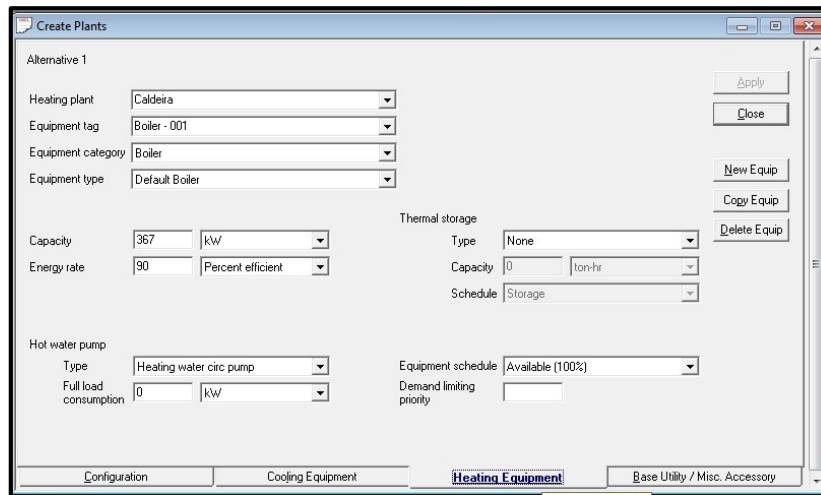 Create Plants
Alternative 1
Apply
Heating plant Caldeira
Close
Equipment tag Boiler - 001
Equipment category Boiler
New Equip
Equipment type Default Boiler
Copy Equip
Thermal storage
Delete Equip
Capacity 367 kW Type None
Energy rate 90 Percent efficient Capacity 0 ton-hr
Schedule Storage
Hot water pump
Type Heating water circ pump Equipment schedule Available (100%)
Full load consumption 0 kW Demand limiting priority
Configuration Cooling Equipment Heating Equipment Base Utility / Misc. Accessory